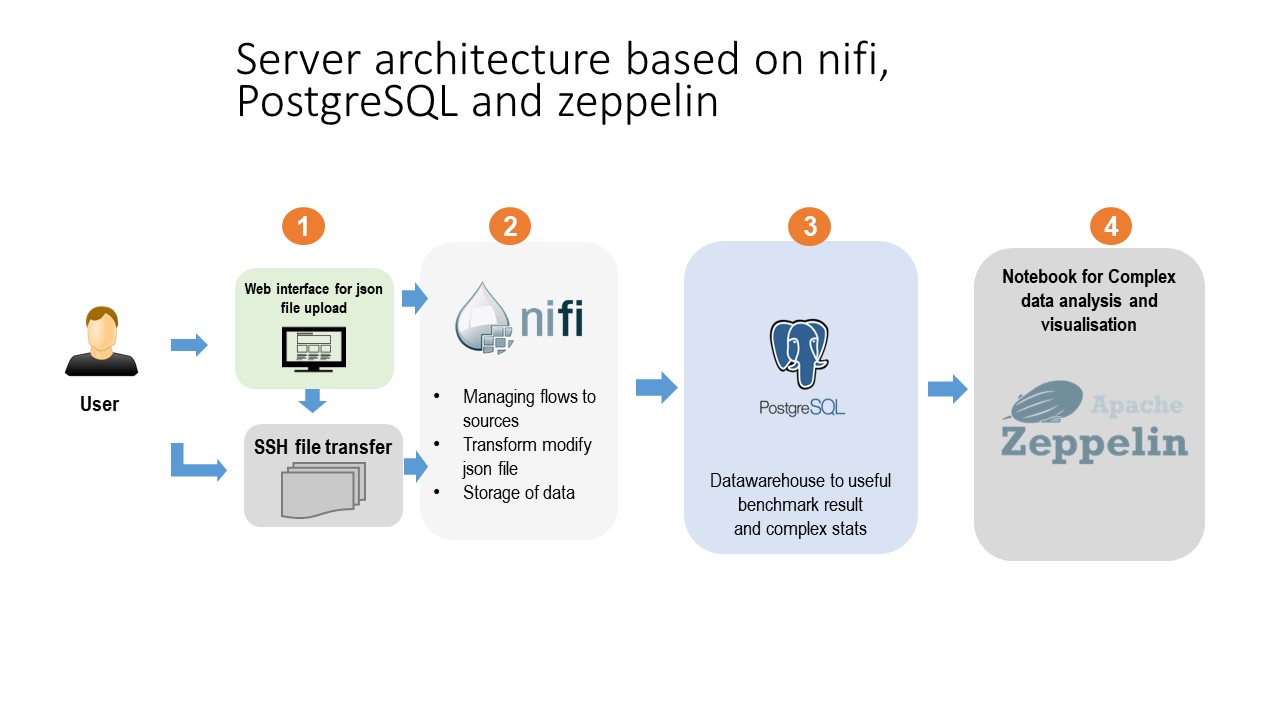 Server architecture based on nifi,
PostgreSQL and zeppelin
1
2
3
4
Web interface for json
file upload
User
SSH file transfer
nifi
• Managing flows to
sources
• Transform modify
json file
• Storage of data
PostgreSQL
Datawarehouse to useful
benchmark result
and complex stats
Notebook for Complex
data analysis and
visualisation
Apache
Zeppelin